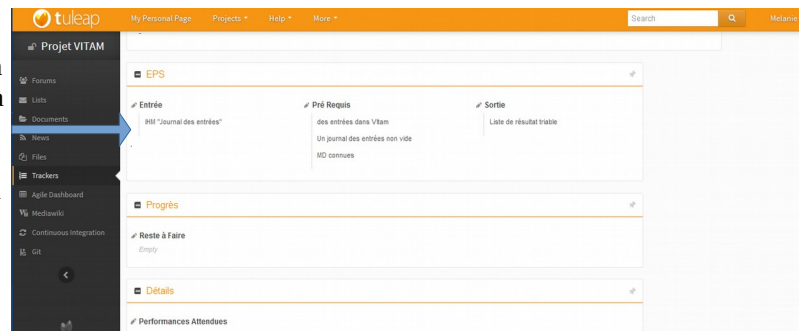 tuleap My Personal Page Projects Help More Search Melanie
Projet VITAM
Forums
Lists
Documents
News
Files
Trackers
Agile Dashboard
Mediawiki
Continuous Integration
Git
EPS
Entrée Pré Requis Sortie
IHM "Journal des entrées" des entrées dans Vitam Liste de résultat triable
Un journal des entrées non vide
MD connues
Progrès
Reste à Faire
Empty
Détails
Performances Attendues